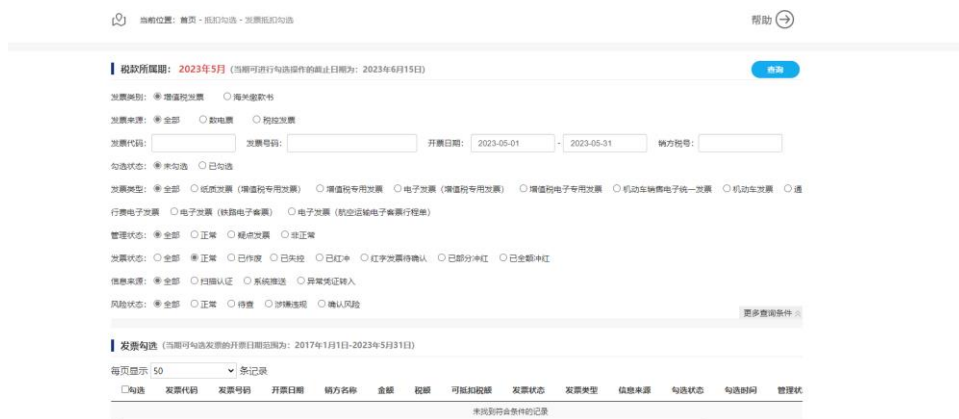 当前位置：首页 - 抵扣勾选 - 发票抵扣勾选 帮助
税款所属期：2023年5月（当期可进行勾选操作的截止日期为：2023年6月15日） 查询
发票类别： 增值税发票 海关缴款书
发票来源： 全部 数电票 税控发票
发票代码： 发票号码： 开票日期： 2023-05-01 - 2023-05-31 销方税号：
勾选状态： 未勾选 已勾选
发票类型： 全部 纸质发票（增值税专用发票） 增值税专用发票 电子发票（增值税专用发票） 增值税电子专用发票 机动车销售电子统一发票 机动车发票 通
行费电子发票 电子发票（铁路电子客票） 电子发票（航空运输电子客票行程单）
管理状态： 全部 正常 疑点发票 非正常
发票状态： 全部 正常 已作废 已失控 已红冲 红字发票待确认 已部分冲红 已全额冲红
信息来源： 全部 扫描认证 系统推送 异常凭证转入
风险状态： 全部 正常 待查 涉嫌违规 确认风险
更多查询条件
发票勾选（当期可勾选发票的开票日期范围为：2017年1月1日-2023年5月31日）
每页显示 50 条记录
勾选 发票代码 发票号码 开票日期 销方名称 金额 税额 可抵扣税额 发票状态 发票类型 信息来源 勾选状态 勾选时间 管理状
未找到符合条件的记录